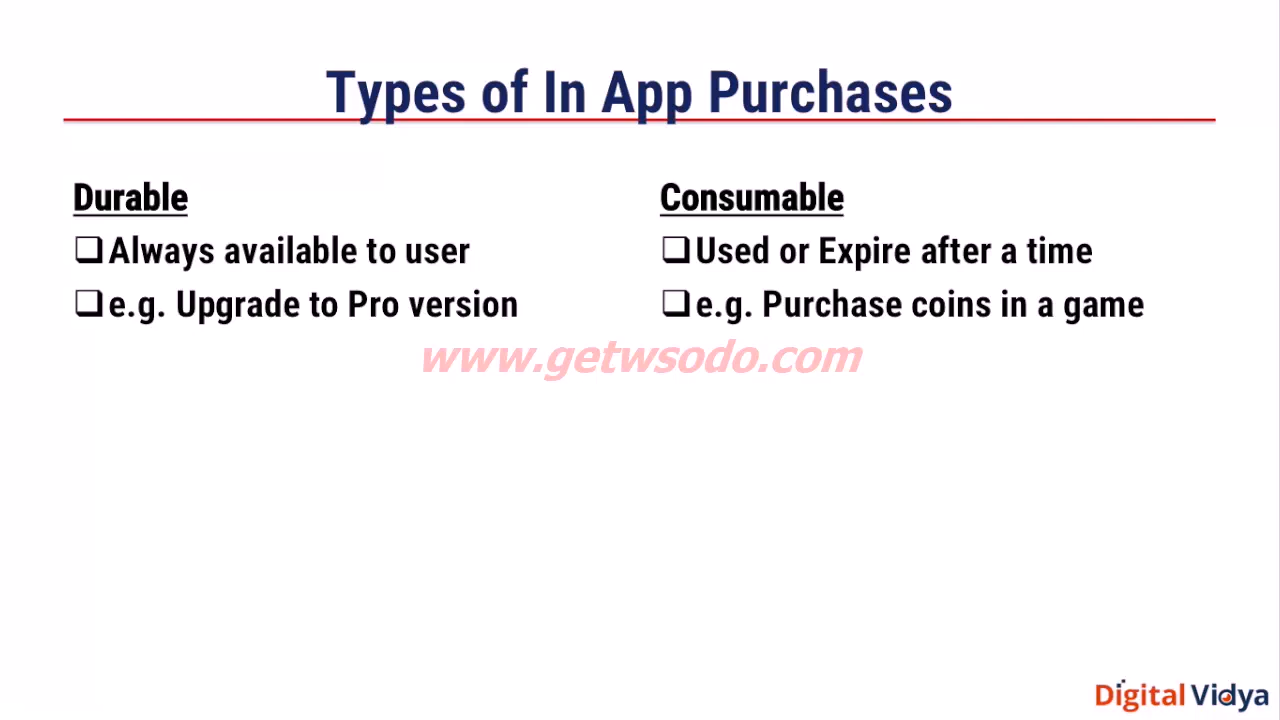 Types of In App Purchases
Durable
❑Always available to user
❑e.g. Upgrade to Pro version
Consumable
❑Used or Expire after a time
❑e.g. Purchase coins in a game
www.getwsodo.com
Digital Vidya